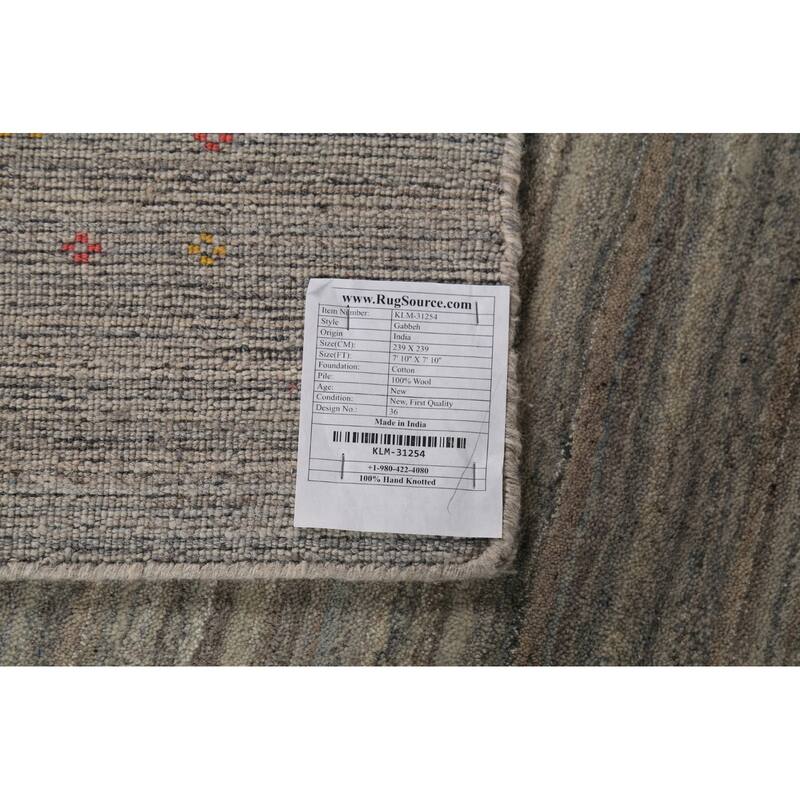 www.RugSource.com
Item Number: KLM-31254
Style Gabbeh
Origin India
Size(CM): 239 X 239
Size(FT): 7' 10" X 7' 10"
Foundation: Cotton
Pile: 100% Wool
Age: New
Condition: New, First Quality
Design No.: 36
Made in India
KLM-31254
+1-980-422-4080
100% Hand Knotted